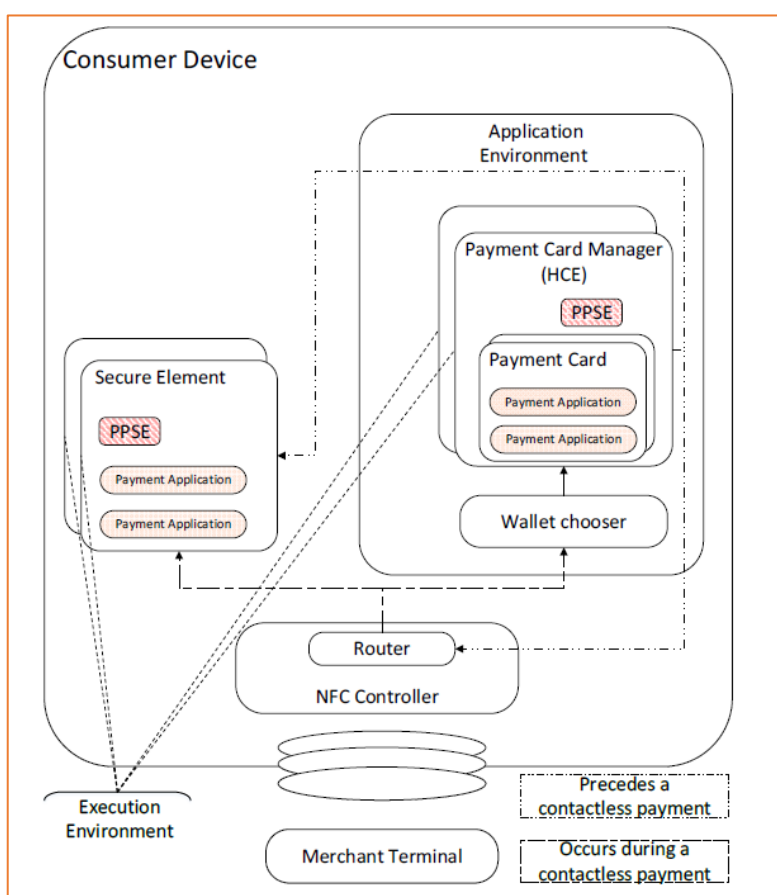 Consumer Device
Application
Environment
Payment Card Manager
(HCE)
PPSE
Payment Card
Payment Application
Payment Application
Secure Element
PPSE
Payment Application
Payment Application
Wallet chooser
Router
NFC Controller
Execution
Environment
Merchant Terminal
Precedes a
contactless payment
Occurs during a
contactless payment